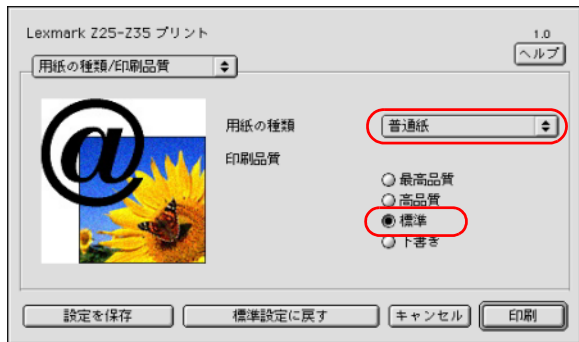 Lexmark Z25-Z35 プリント
1.0
ヘルプ
用紙の種類/印刷品質
用紙の種類
普通紙
印刷品質
最高品質
高品質
標準
下書き
設定を保存
標準設定に戻す
キャンセル
印刷